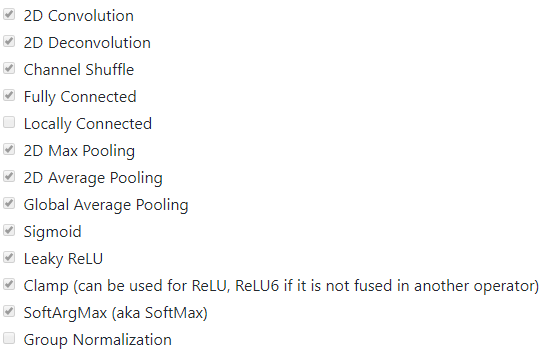 2D Convolution
2D Deconvolution
Channel Shuffle
Fully Connected
Locally Connected
2D Max Pooling
2D Average Pooling
Global Average Pooling
Sigmoid
Leaky ReLU
Clamp (can be used for ReLU, ReLU6 if it is not fused in another operator)
SoftArgMax (aka SoftMax)
Group Normalization